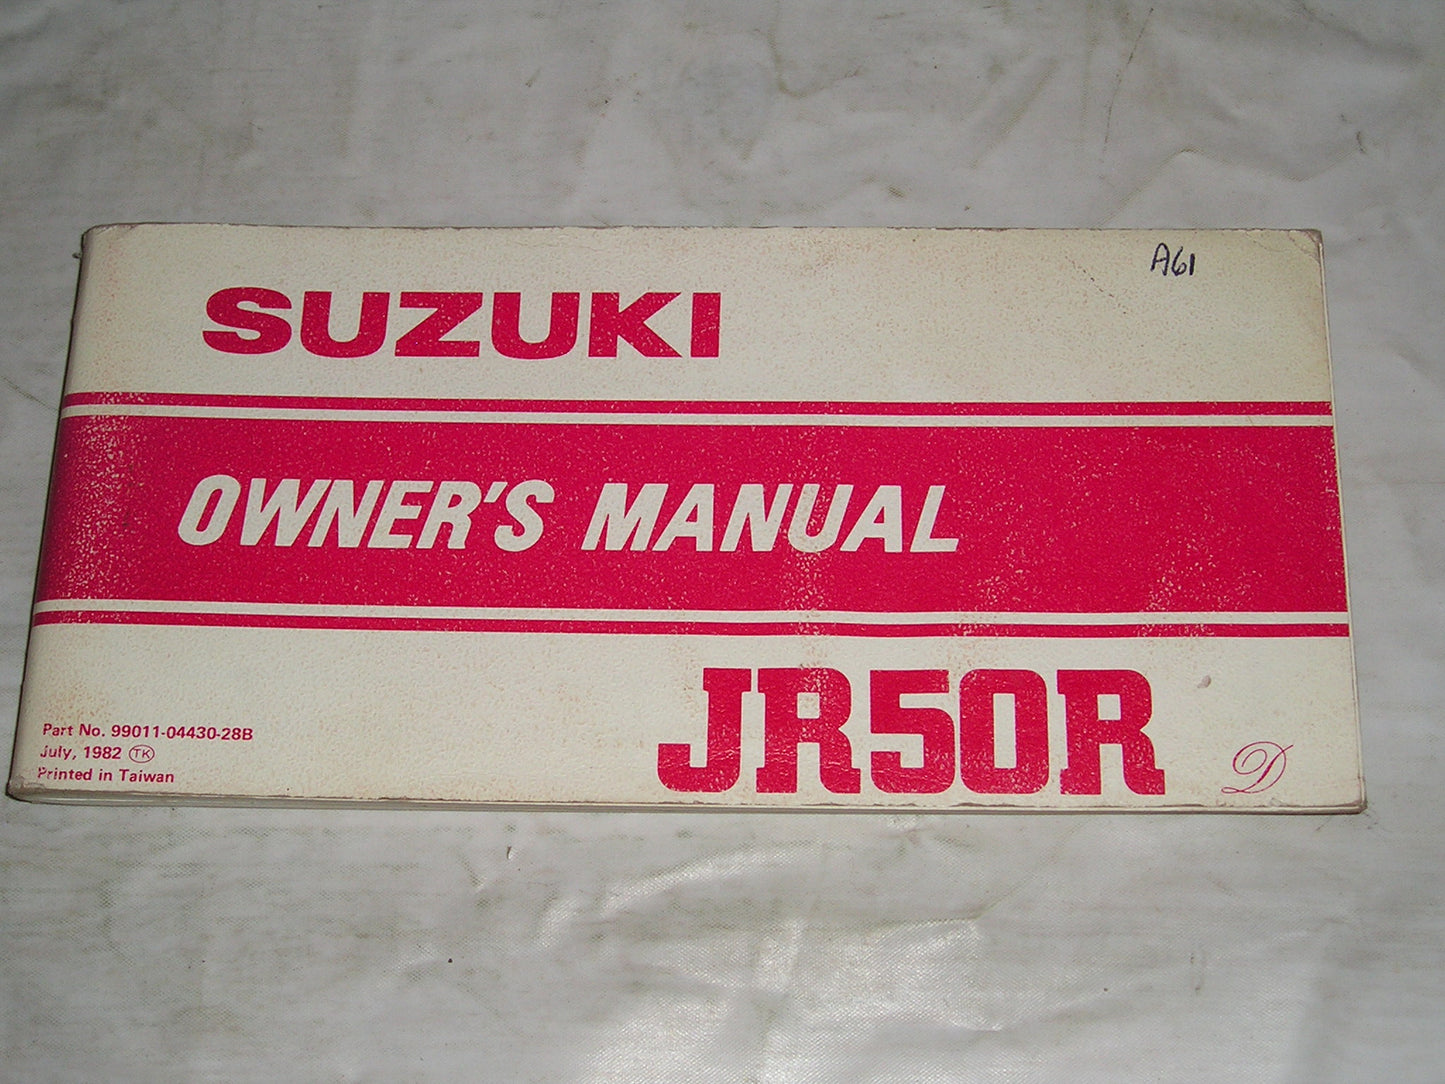 A61
SUZUKI
OWNER'S MANUAL
JR50R
Part No. 99011-04430-28B
July, 1982 TK
Printed in Taiwan
D